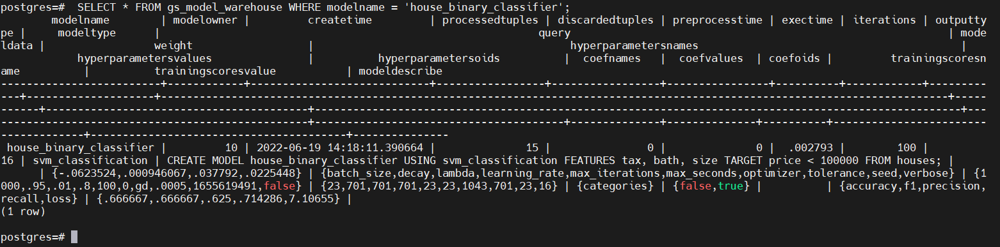 postgres=#  SELECT * FROM gs_model_warehouse WHERE modelname = 'house_binary_classifier';
        modelname        | modelowner |         createtime         | processedtuples | discardedtuples | preprocesstime | exectime | iterations | outputty
pe |     modeltype      |                                                           query                                                            | mode
ldata |                 weight                  |                                        hyperparametersnames                                         |
            hyperparametersvalues               |          hyperparametersoids          |  coefnames   |  coefvalues  | coefoids |         trainingscoresn
ame          |          trainingscoresvalue           | modeldescribe
-------------------------+------------+----------------------------+-----------------+-----------------+----------------+----------+------------+---------
---+--------------------+----------------------------------------------------------------------------------------------------------------------------+-----
------+-----------------------------------------+-----------------------------------------------------------------------------------------------------+---
------------------------------------------------+---------------------------------------+--------------+--------------+----------+------------------------
-------------+----------------------------------------+---------------
 house_binary_classifier |         10 | 2022-06-19 14:18:11.390664 |              15 |               0 |              0 |  .002793 |        100 |
16 | svm_classification | CREATE MODEL house_binary_classifier USING svm_classification FEATURES tax, bath, size TARGET price < 100000 FROM houses; |
      | {-.0623524,.000946067,.037792,.0225448} | {batch_size,decay,lambda,learning_rate,max_iterations,max_seconds,optimizer,tolerance,seed,verbose} | {1
000,.95,.01,.8,100,0,gd,.0005,1655619491,false} | {23,701,701,701,23,23,1043,701,23,16} | {categories} | {false,true} |          | {accuracy,f1,precision,
recall,loss} | {.666667,.666667,.625,.714286,7.10655} |
(1 row)
postgres=#